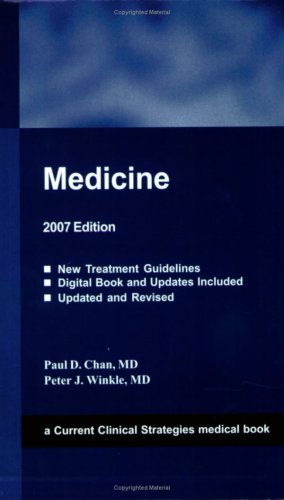 Copyrighted Material
Medicine
2007 Edition
■ New Treatment Guidelines
■ Digital Book and Updates Included
■ Updated and Revised
Paul D. Chan, MD
Peter J. Winkle, MD
a Current Clinical Strategies medical book
Copyrighted Material